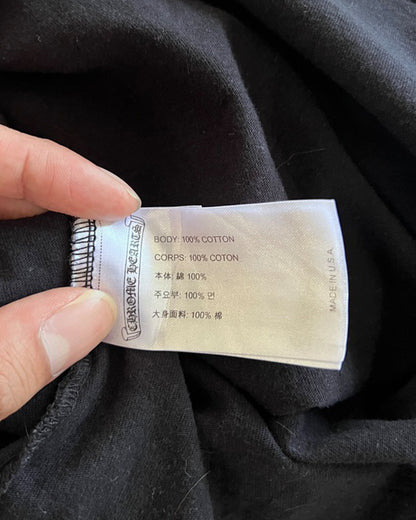 CHROME HEARTS
BODY: 100% COTTON
CORPS: 100% COTON
本体 綿 100%
주요부: 100% 면
大身面料: 100% 棉
MADE IN U.S.A.